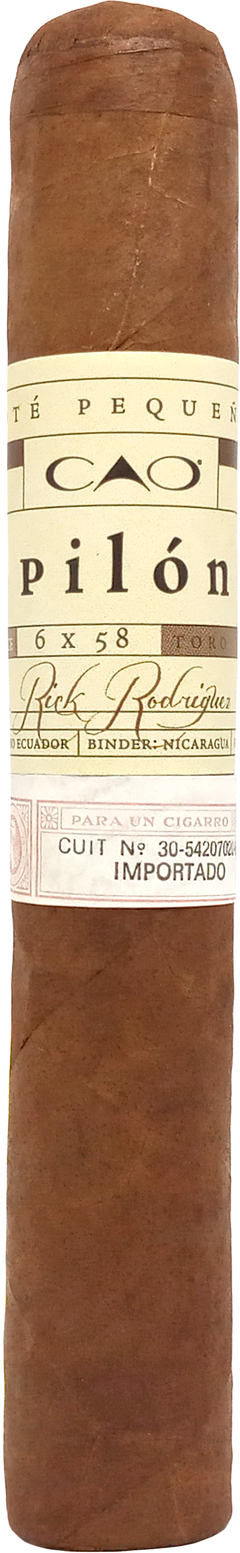 TÉ PEQUEÑ
CAO
pilón
6 x 58 TORO
Rick Rodriguez
O ECUADOR | BINDER: NICARAGUA
PARA UN CIGARRO
CUIT Nº 30-54207024
IMPORTADO